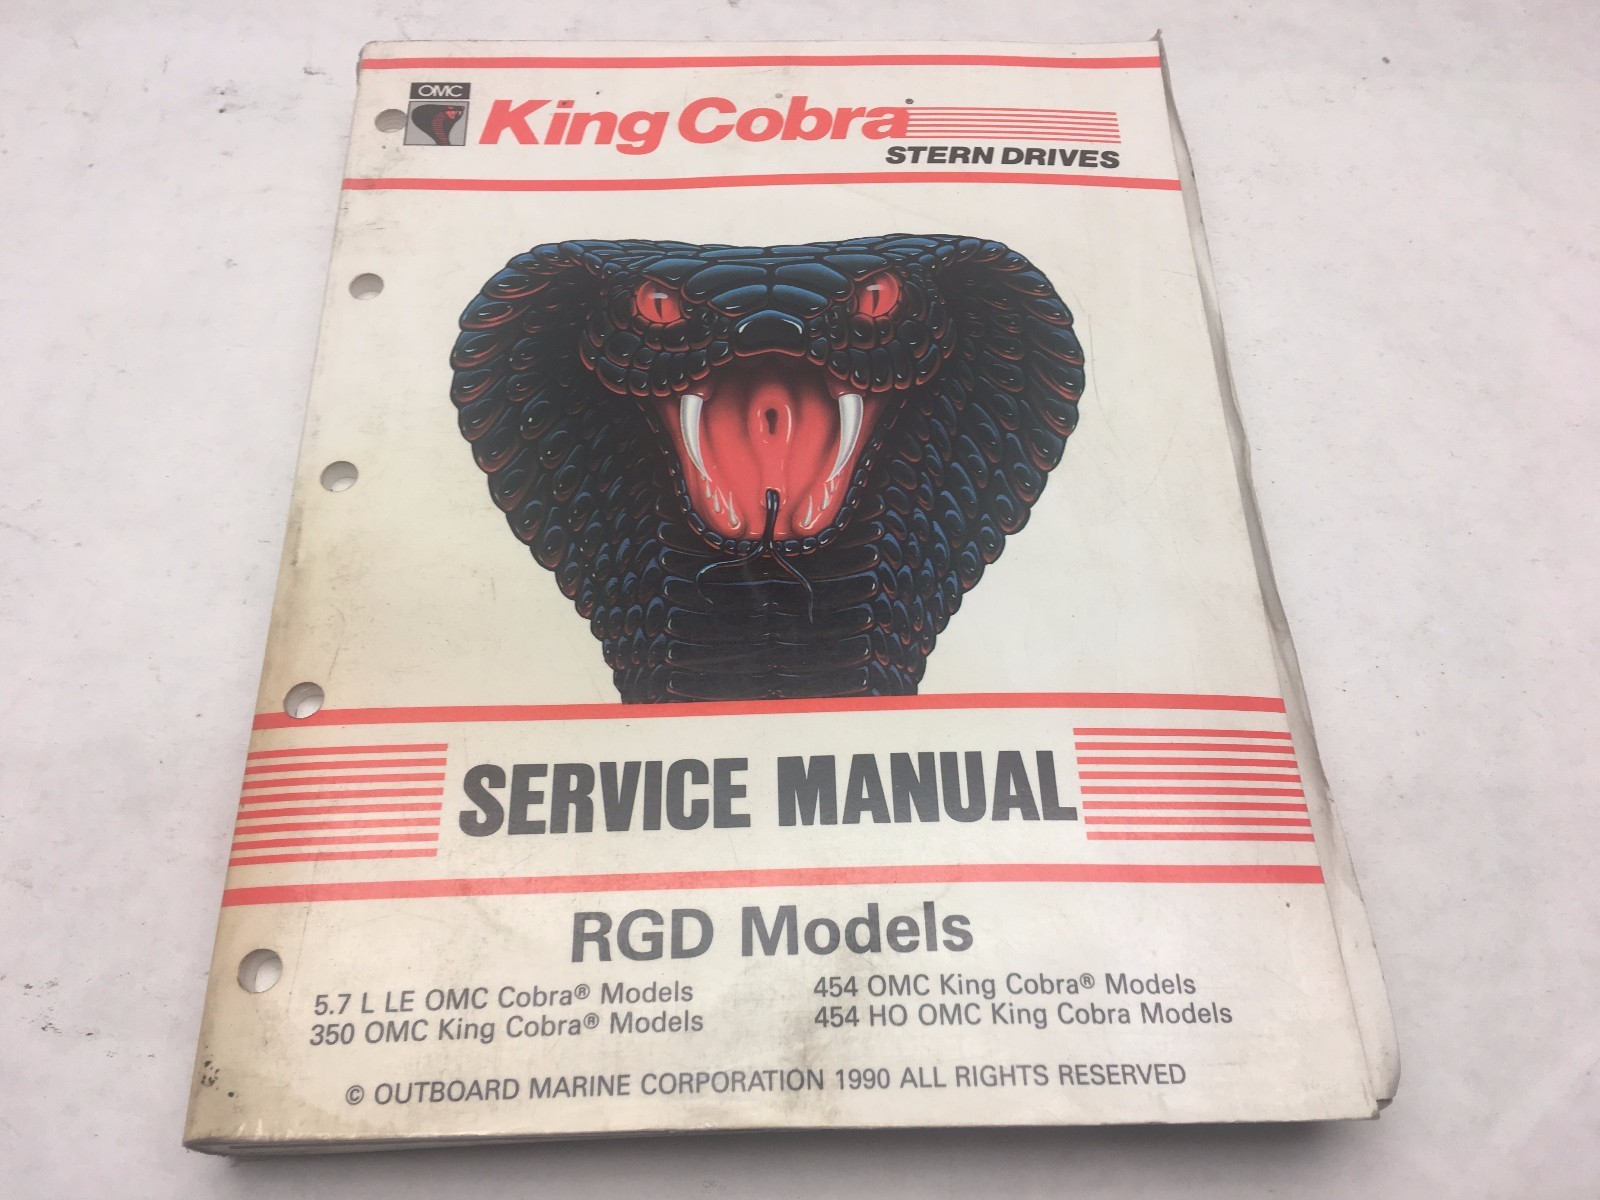 OMC
King Cobra
STERN DRIVES
SERVICE MANUAL
RGD Models
5.7 L LE OMC Cobra® Models
350 OMC King Cobra® Models
454 OMC King Cobra® Models
454 HO OMC King Cobra Models
© OUTBOARD MARINE CORPORATION 1990 ALL RIGHTS RESERVED